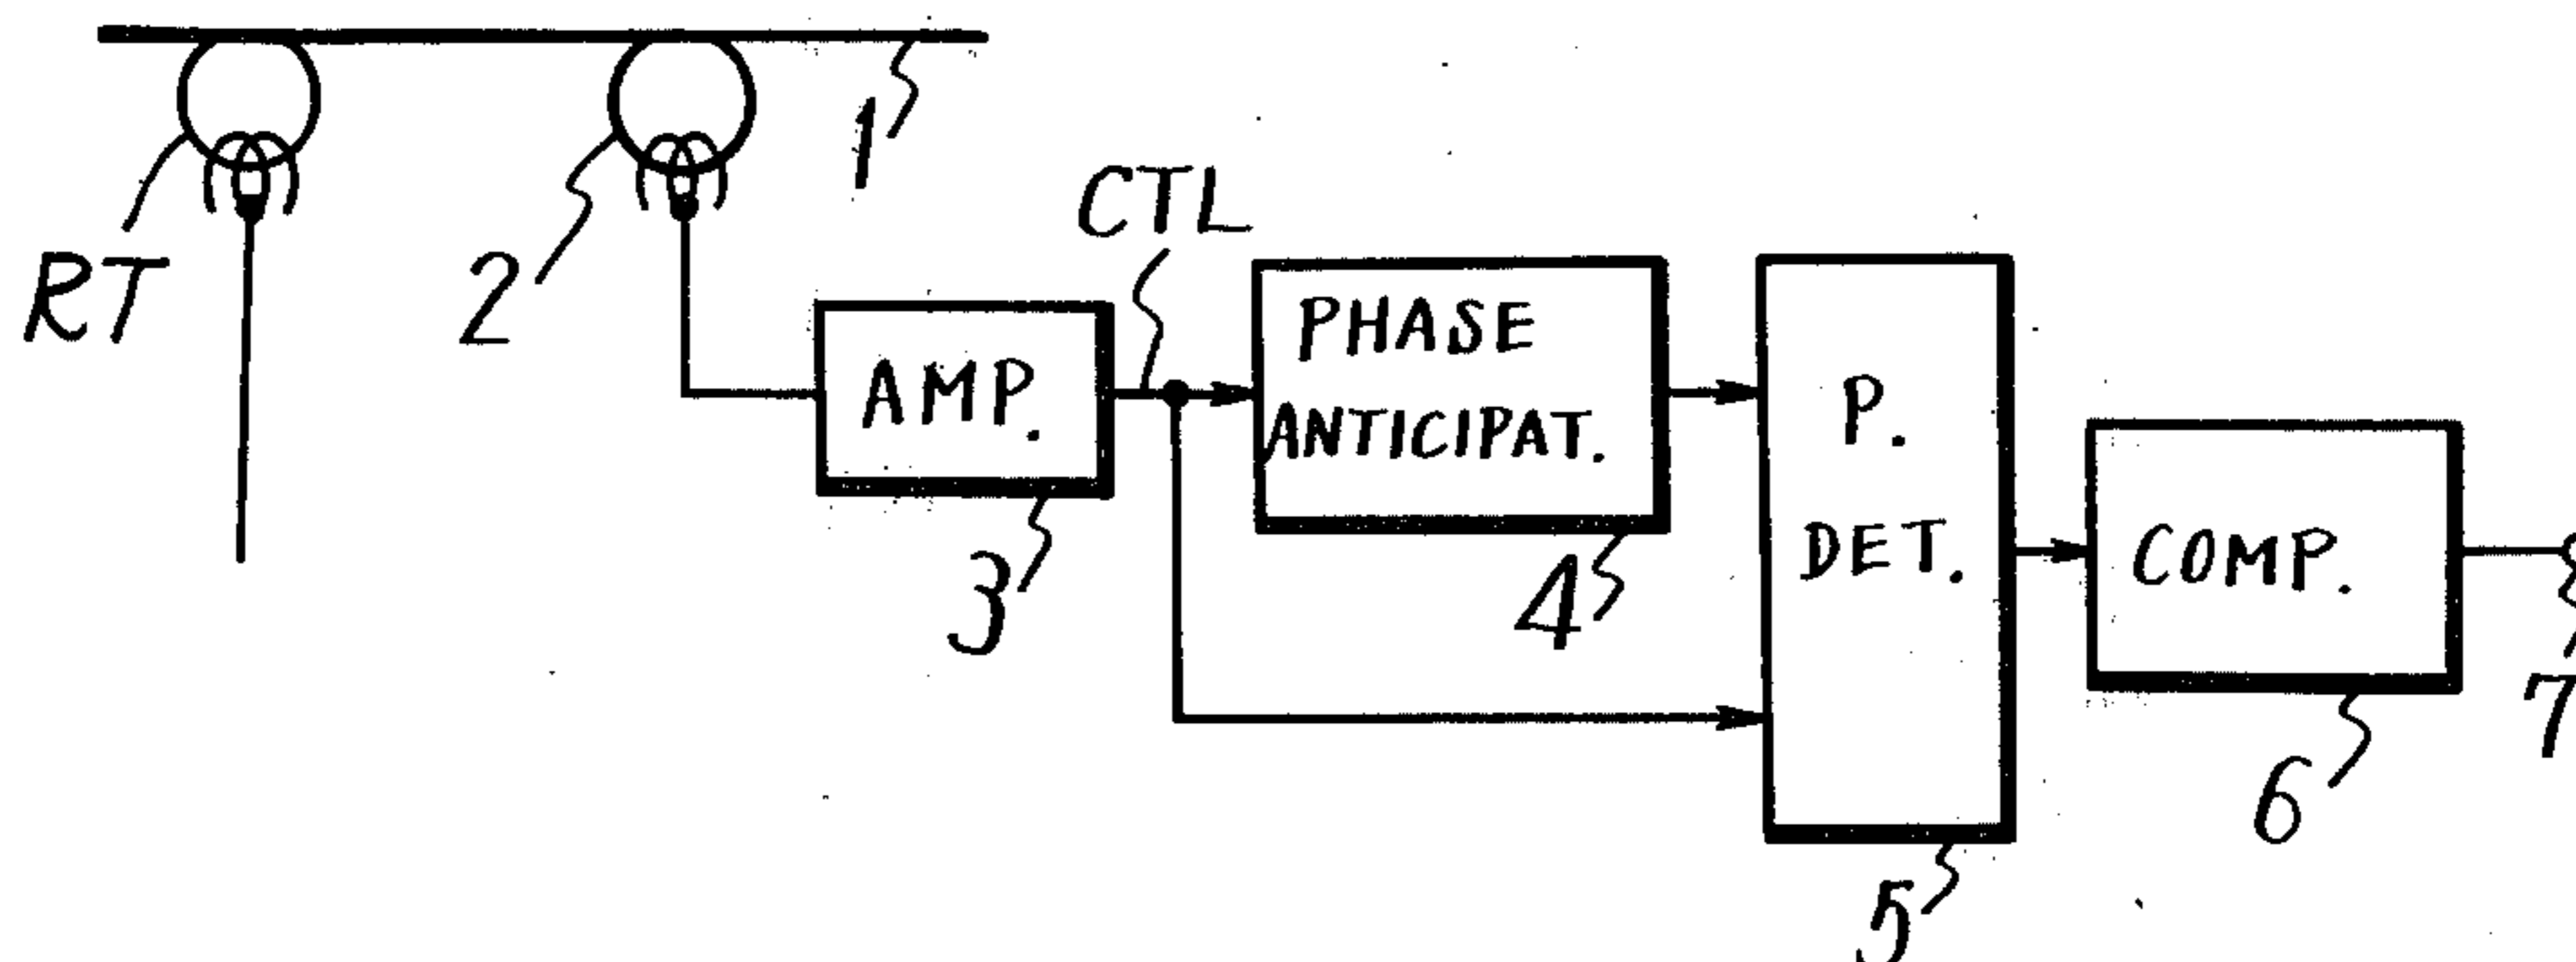 1
RT
2
CTL
AMP.
3
PHASE
ANTICIPAT.
4
P.
DET.
5
COMP.
6
7